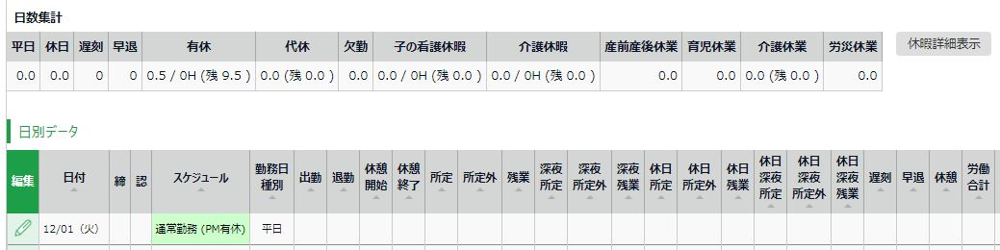 日数集計
平日 休日 遅刻 早退 有休 代休 欠勤 子の看護休暇 介護休暇 産前産後休業 育児休業 介護休業 労災休業 休暇詳細表示
0.0 0.0 0 0 0.5 / 0H (残 9.5 ) 0.0 (残 0.0 ) 0.0 0.0 / 0H (残 0.0 ) 0.0 / 0H (残 0.0 ) 0.0 0.0 0.0 (残 0.0 ) 0.0
日別データ
編集 日付 締 認 スケジュール 勤務日種別 出勤 退勤 休憩開始 休憩終了 所定 所定外 残業 深夜所定 深夜所定外 深夜残業 休日所定 休日所定外 休日残業 休日深夜所定 休日深夜所定外 休日深夜残業 遅刻 早退 休憩 労働合計
12/01（火） 通常勤務 (PM有休) 平日